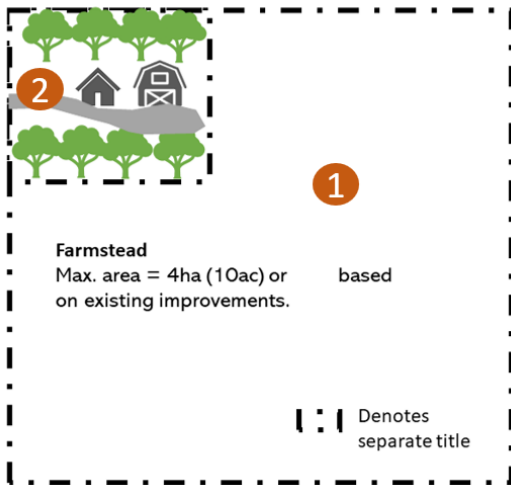 2
1
Farmstead
Max. area = 4ha (10ac) or based
on existing improvements.
Denotes
separate title